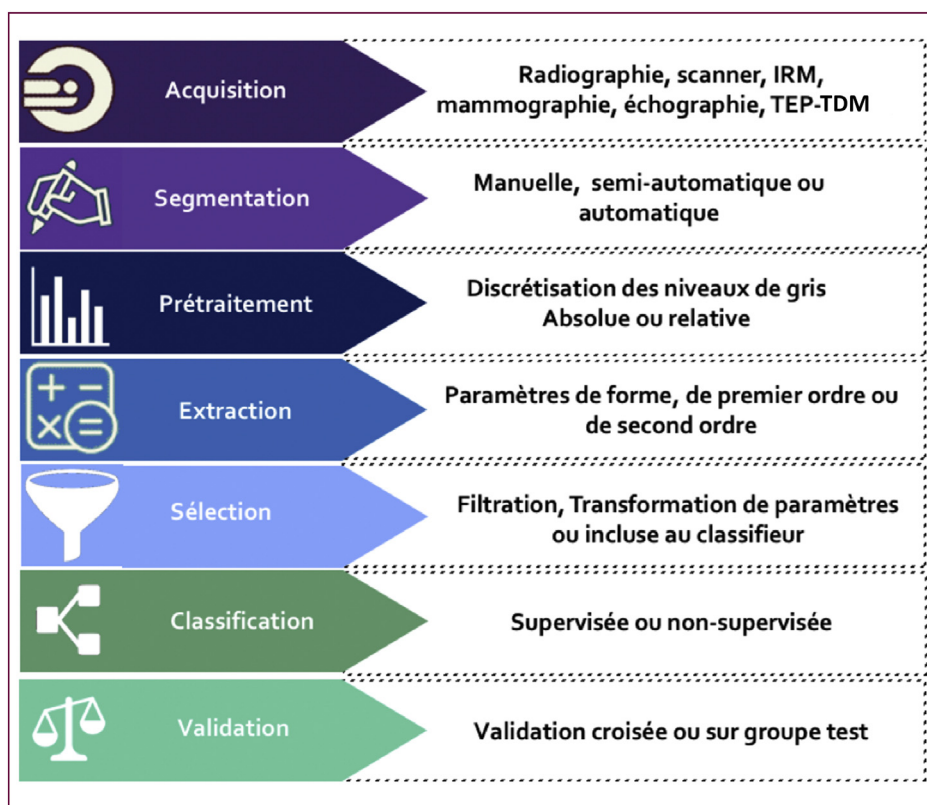 Acquisition
Radiographie, scanner, IRM,
mammographie, échographie, TEP-TDM
Segmentation
Manuelle, semi-automatique ou
automatique
Prétraitement
Discrétisation des niveaux de gris
Absolue ou relative
Extraction
Paramètres de forme, de premier ordre ou
de second ordre
Sélection
Filtration, Transformation de paramètres
ou incluse au classifieur
Classification
Supervisée ou non-supervisée
Validation
Validation croisée ou sur groupe test